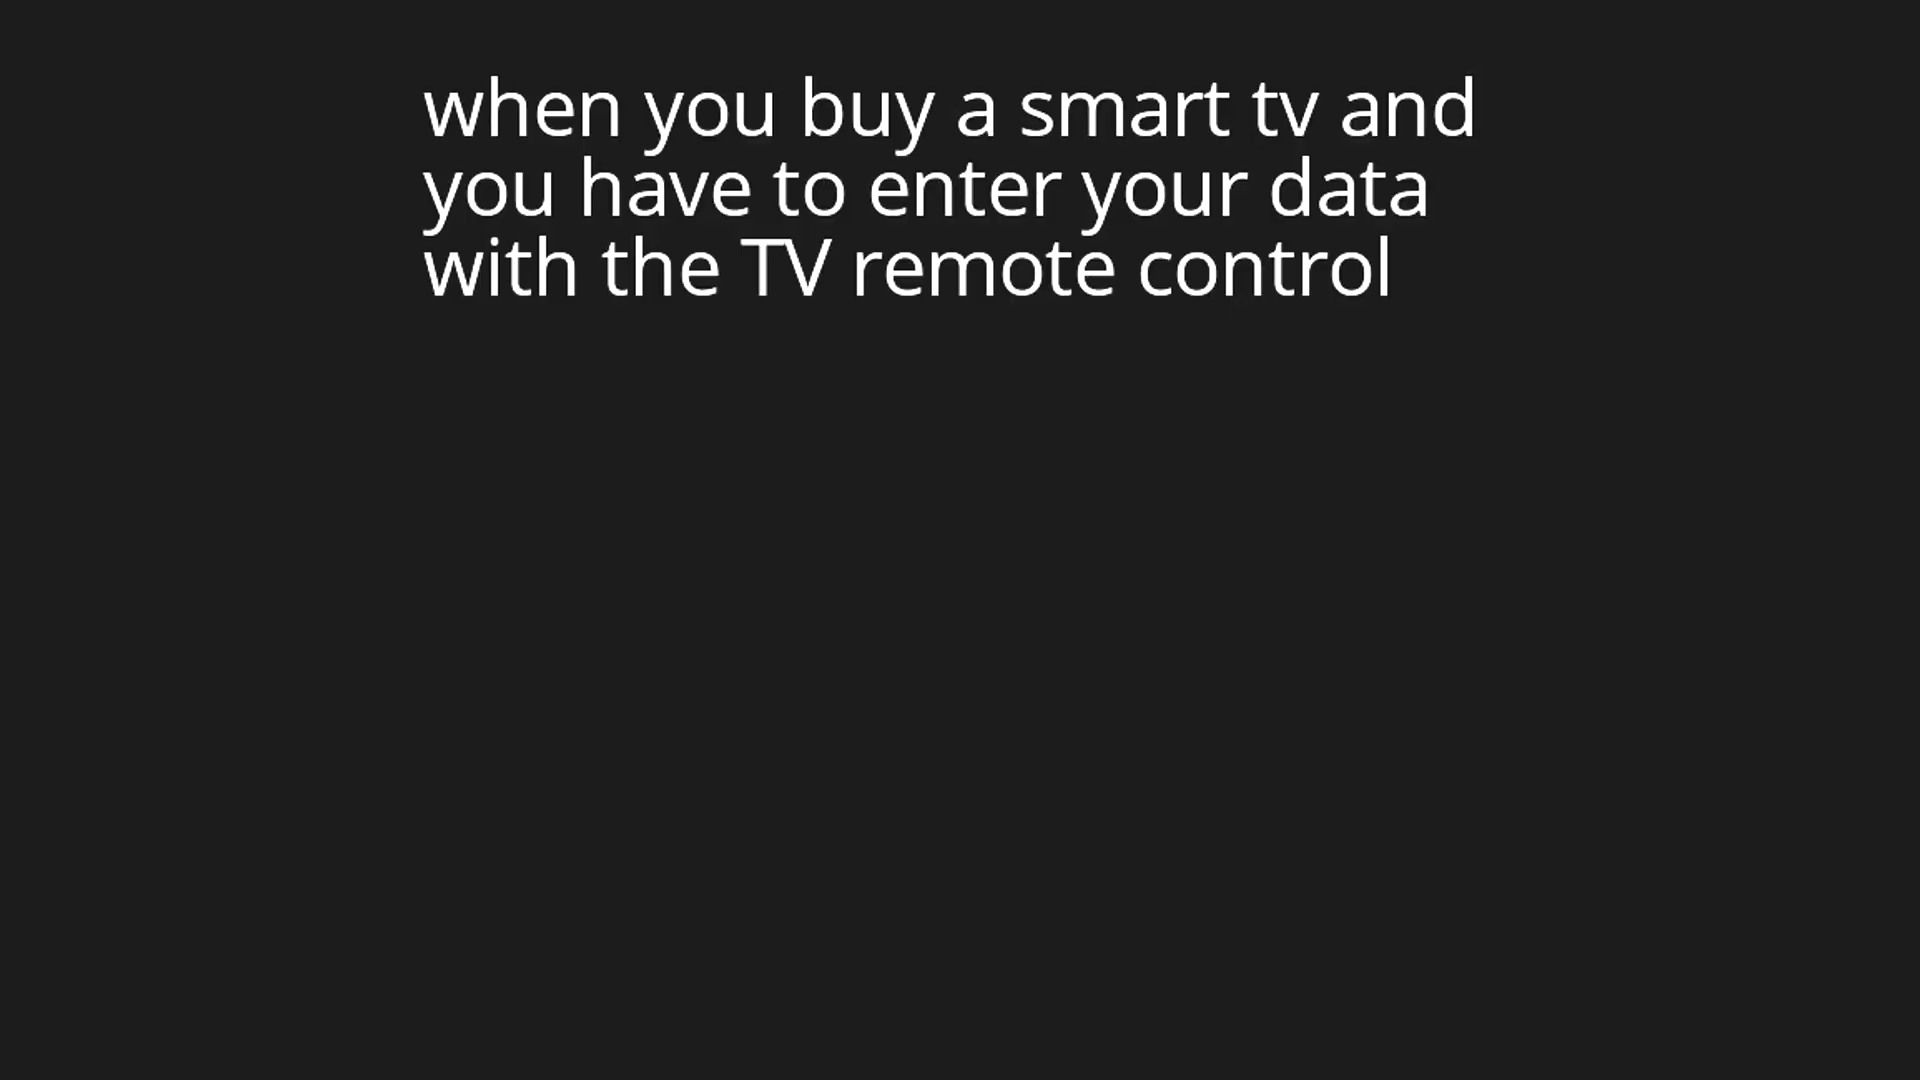 when you buy a smart tv and
you have to enter your data
with the TV remote control